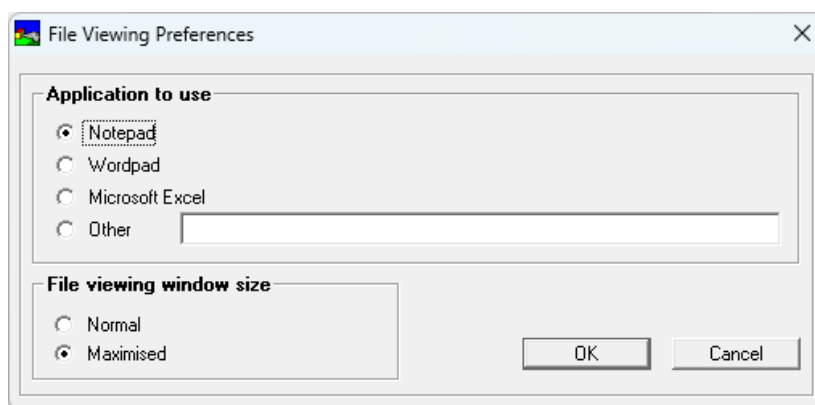 File Viewing Preferences
Application to use
Notepad
Wordpad
Microsoft Excel
Other
File viewing window size
Normal
Maximised
OK Cancel